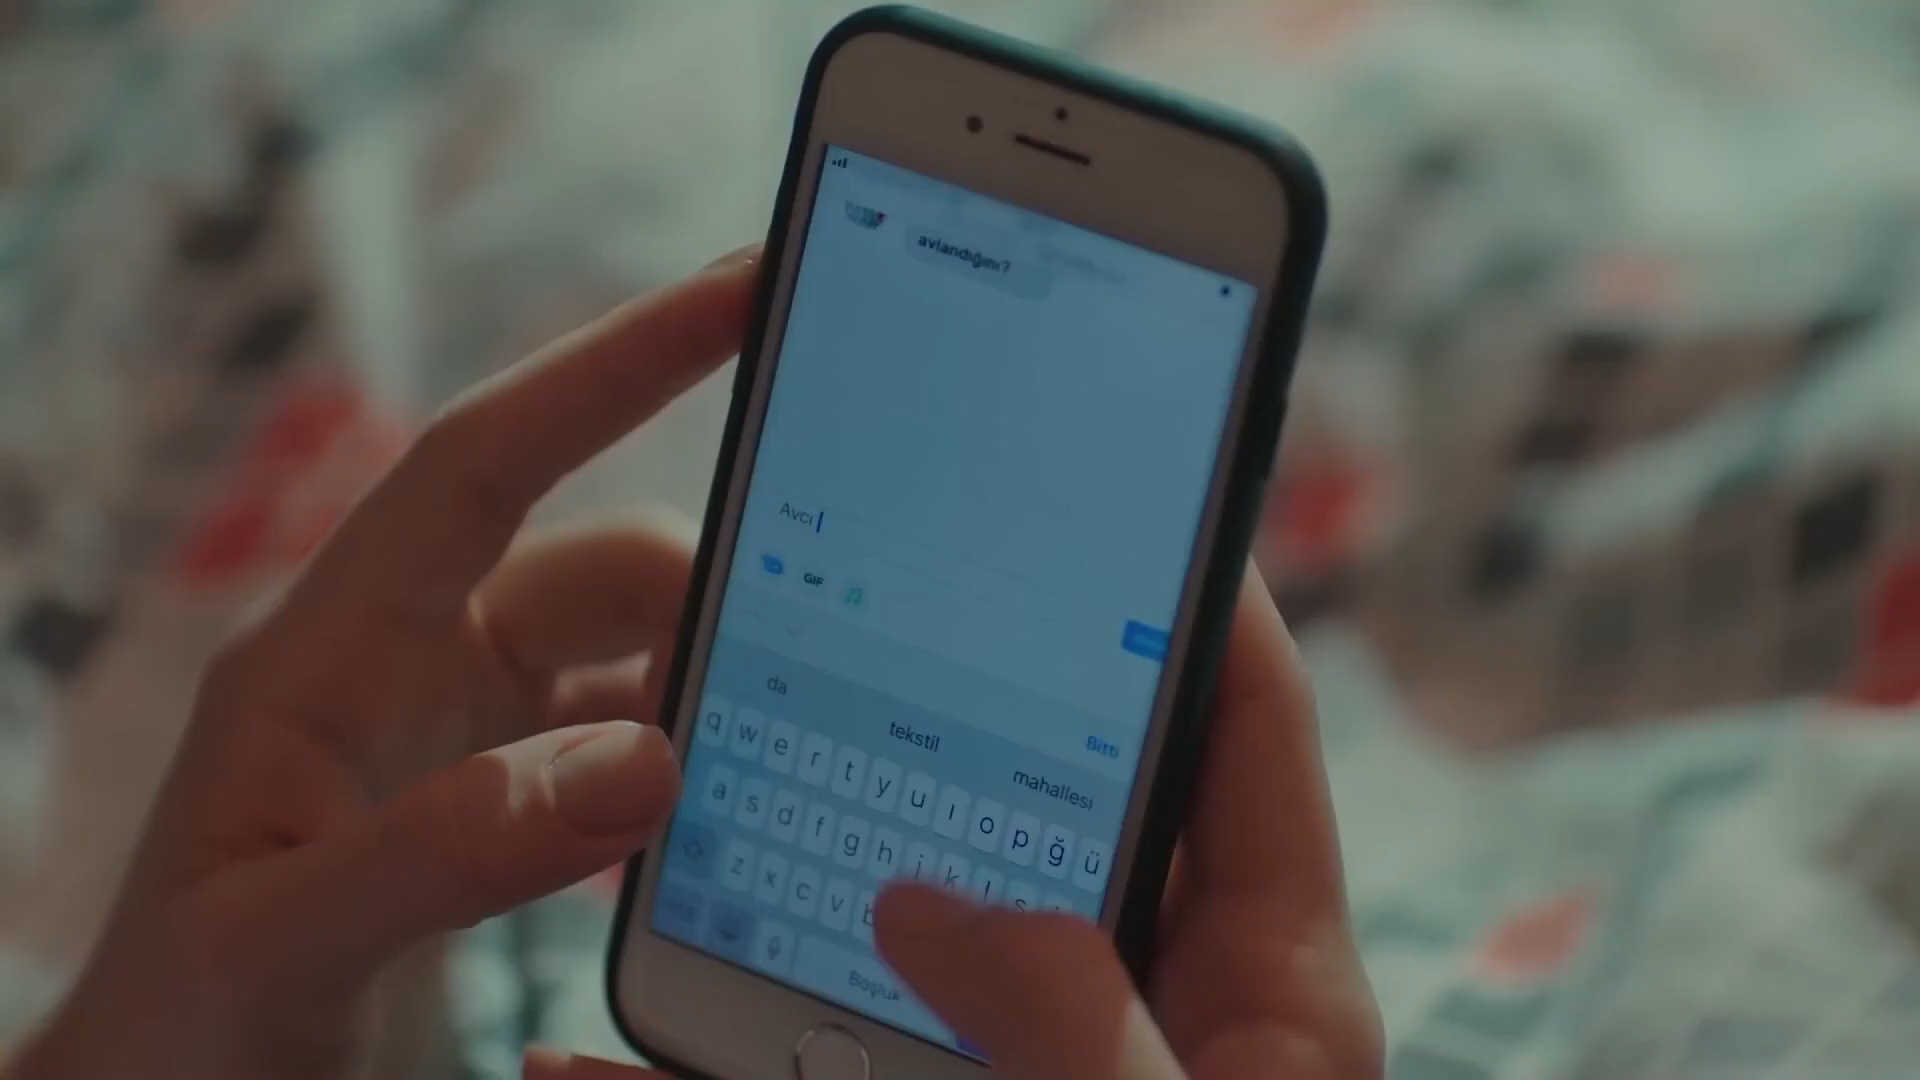 avlandığını?
Avcı
GIF
Bitti
da
tekstil
mahallesi
q w e r t y u ı o p ğ ü
a s d f g h j k l ş i
z x c v b
Boşluk